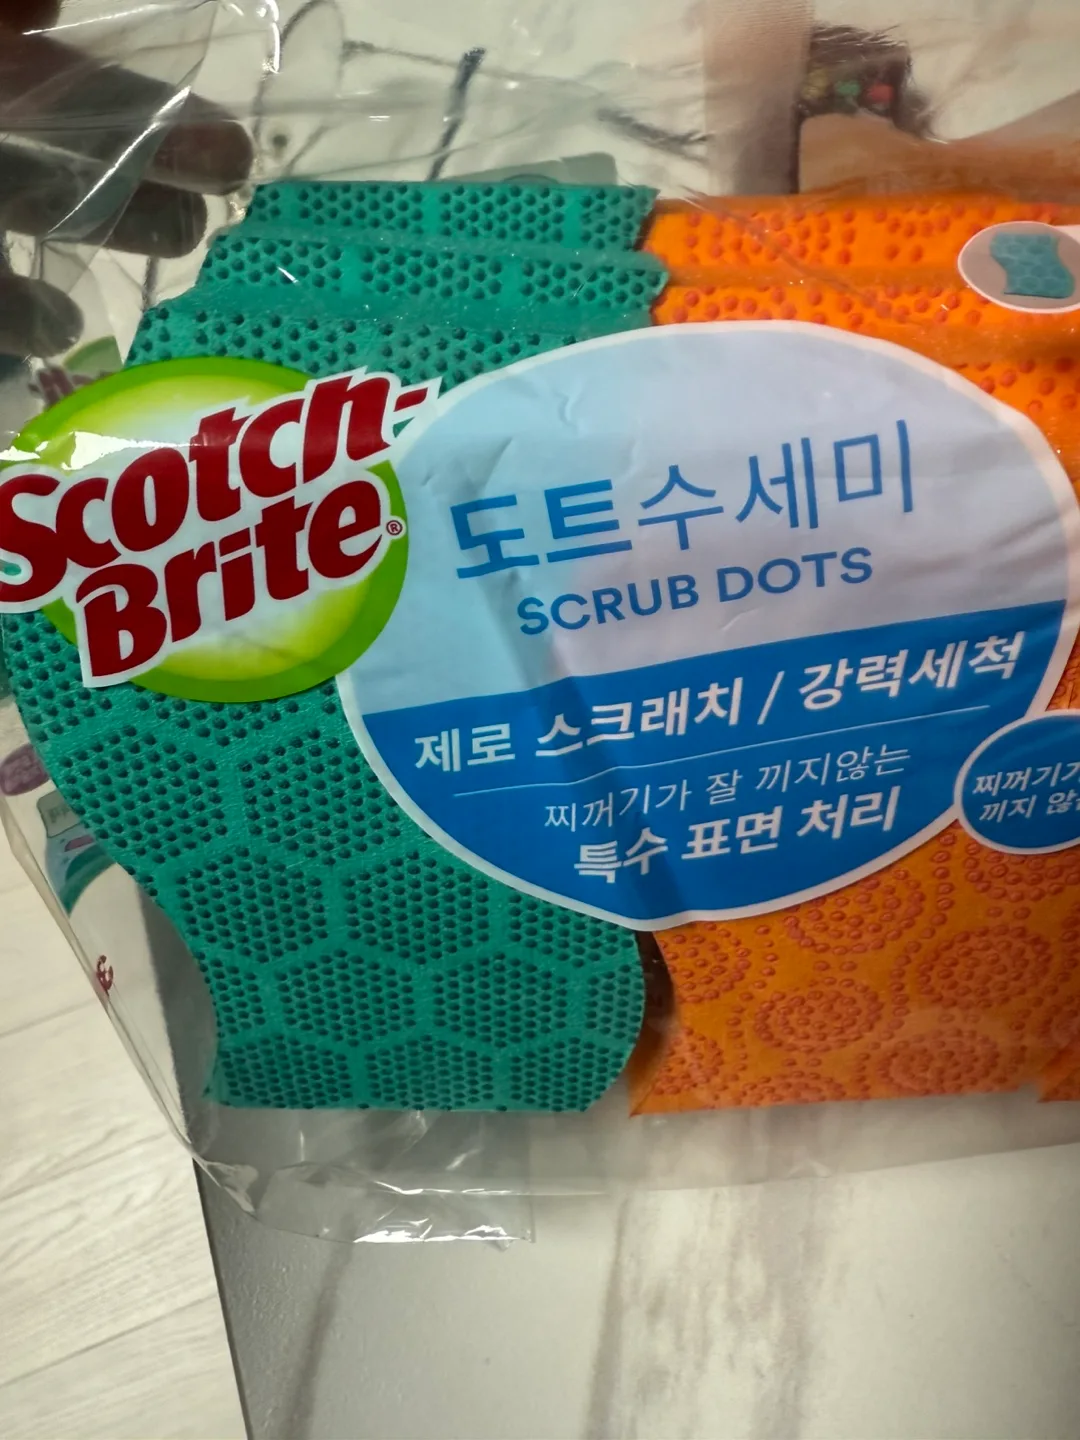 Scotch-
Brite®
도트수세미
SCRUB DOTS
제로 스크래치 / 강력세척
찌꺼기가 잘 끼지않는
특수 표면 처리
찌꺼기가
끼지 않